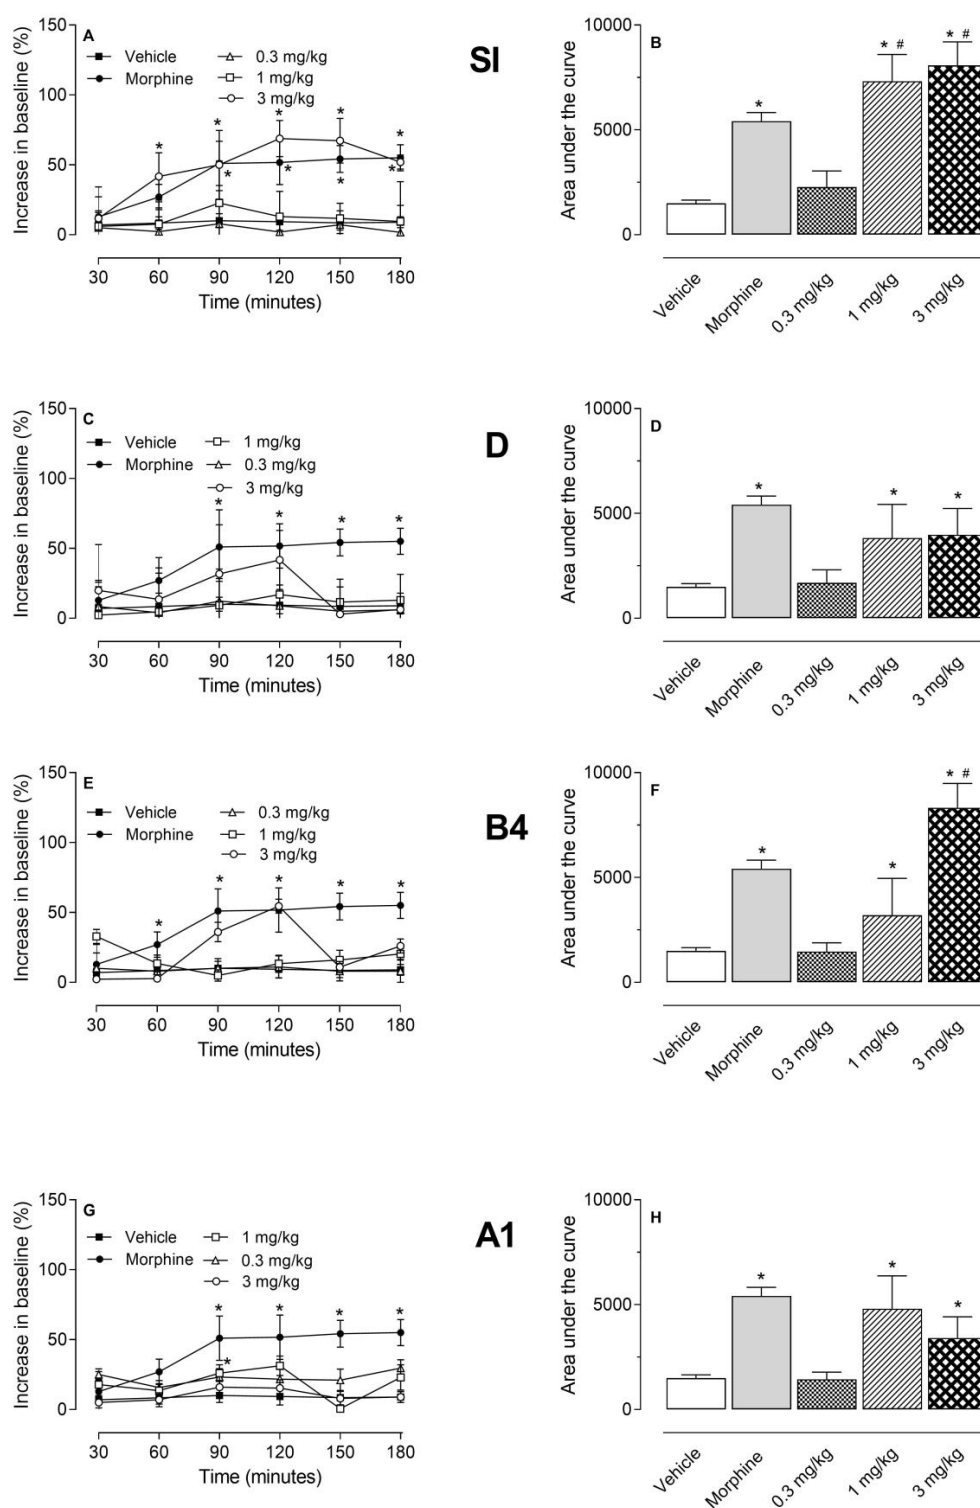 SI
A
Increase in baseline (%)
150
100
50
0
Vehicle
Morphine
0.3 mg/kg
1 mg/kg
3 mg/kg
* * * * *
* * * *
30 60 90 120 150 180
Time (minutes)
B
Area under the curve
10000
5000
0
* * # * #
Vehicle
Morphine
0.3 mg/kg
1 mg/kg
3 mg/kg
D
C
Increase in baseline (%)
150
100
50
0
Vehicle
Morphine
1 mg/kg
0.3 mg/kg
3 mg/kg
* * * *
30 60 90 120 150 180
Time (minutes)
D
Area under the curve
10000
5000
0
* * *
Vehicle
Morphine
0.3 mg/kg
1 mg/kg
3 mg/kg
B4
E
Increase in baseline (%)
150
100
50
0
Vehicle
Morphine
0.3 mg/kg
1 mg/kg
3 mg/kg
* * * * *
30 60 90 120 150 180
Time (minutes)
F
Area under the curve
10000
5000
0
* * * #
Vehicle
Morphine
0.3 mg/kg
1 mg/kg
3 mg/kg
A1
G
Increase in baseline (%)
150
100
50
0
Vehicle
Morphine
1 mg/kg
0.3 mg/kg
3 mg/kg
* * * *
*
30 60 90 120 150 180
Time (minutes)
H
Area under the curve
10000
5000
0
* * *
Vehicle
Morphine
0.3 mg/kg
1 mg/kg
3 mg/kg